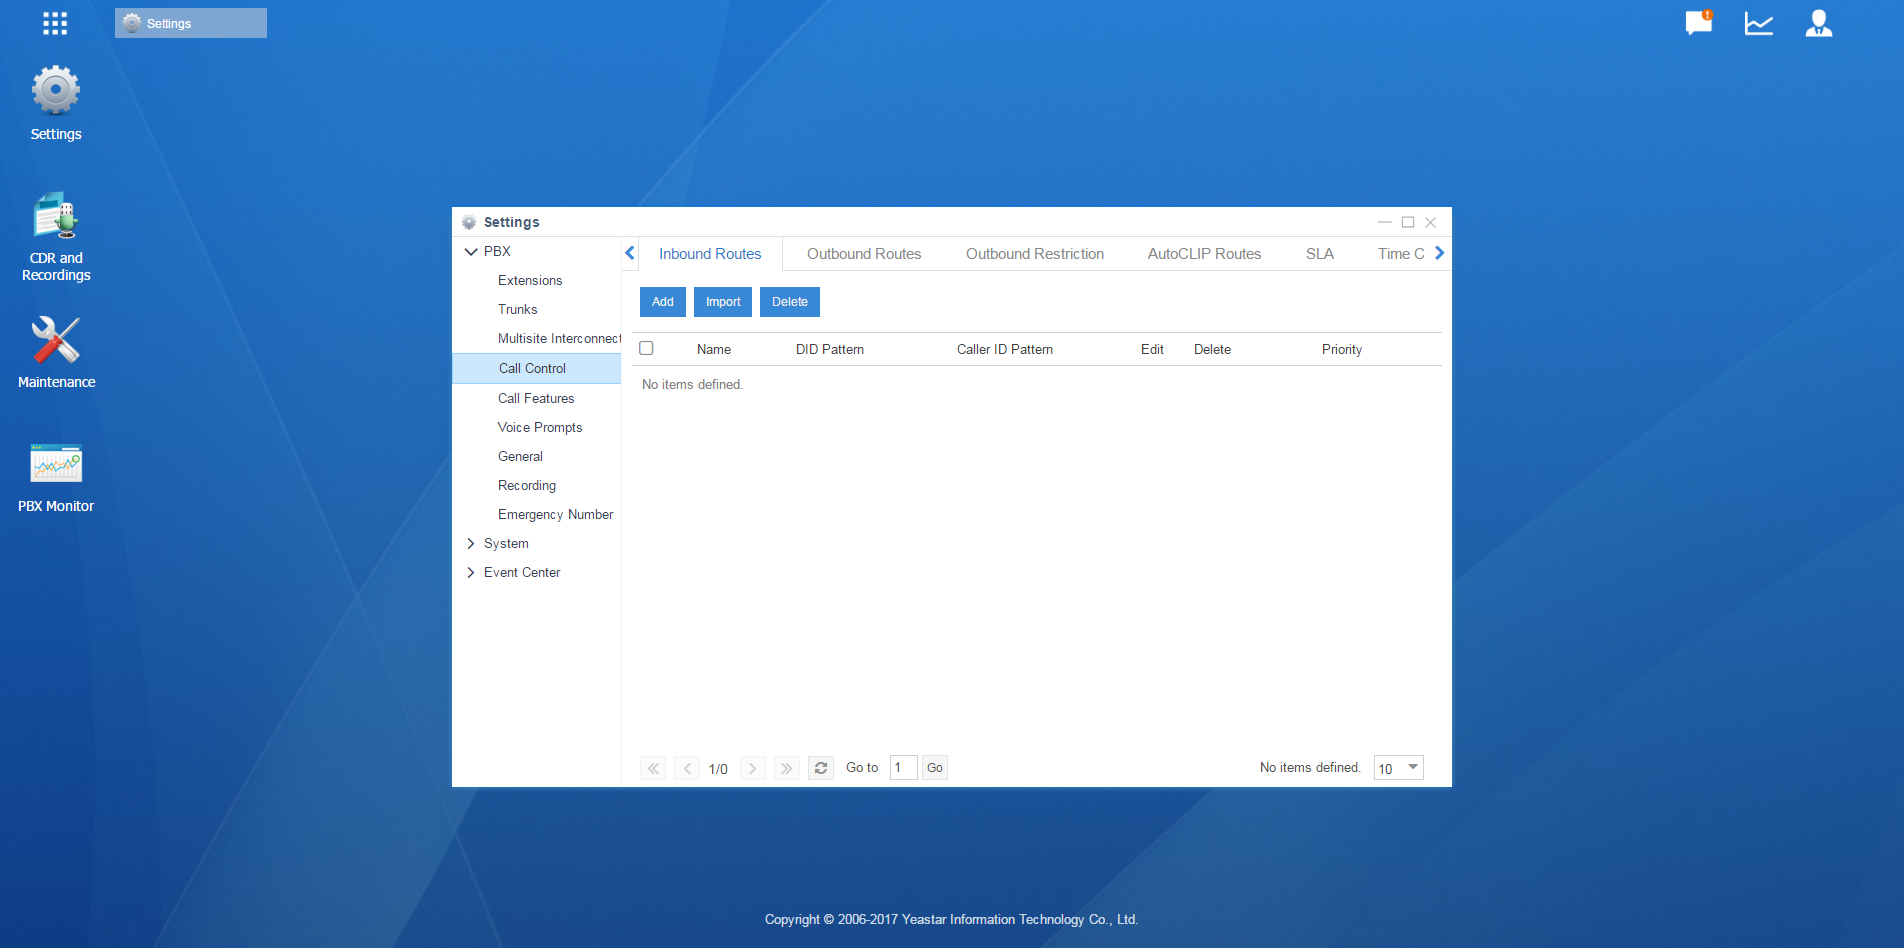 Settings
Settings
CDR and
Recordings
Maintenance
PBX Monitor
Settings
PBX
Extensions
Trunks
Multisite Interconnect
Call Control
Call Features
Voice Prompts
General
Recording
Emergency Number
System
Event Center
Inbound Routes Outbound Routes Outbound Restriction AutoCLIP Routes SLA Time C
Add Import Delete
Name DID Pattern Caller ID Pattern Edit Delete Priority
No items defined.
1/0 Go to 1 Go No items defined. 10
Copyright © 2006-2017 Yeastar Information Technology Co., Ltd.